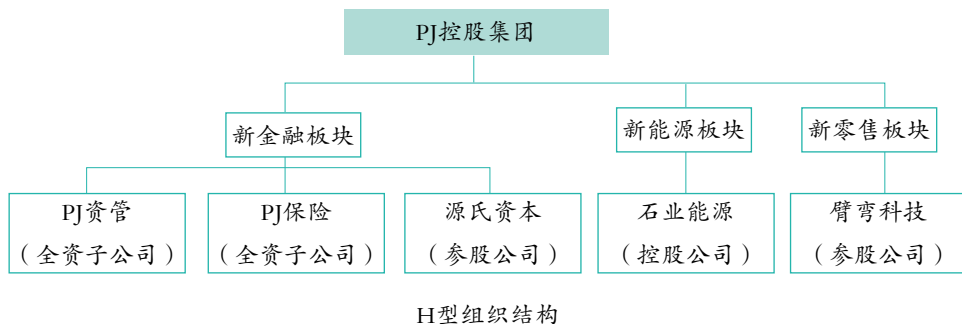 PJ控股集团
新金融板块
新能源板块
新零售板块
PJ资管
（全资子公司）
PJ保险
（全资子公司）
源氏资本
（参股公司）
石业能源
（控股公司）
臂弯科技
（参股公司）
H型组织结构